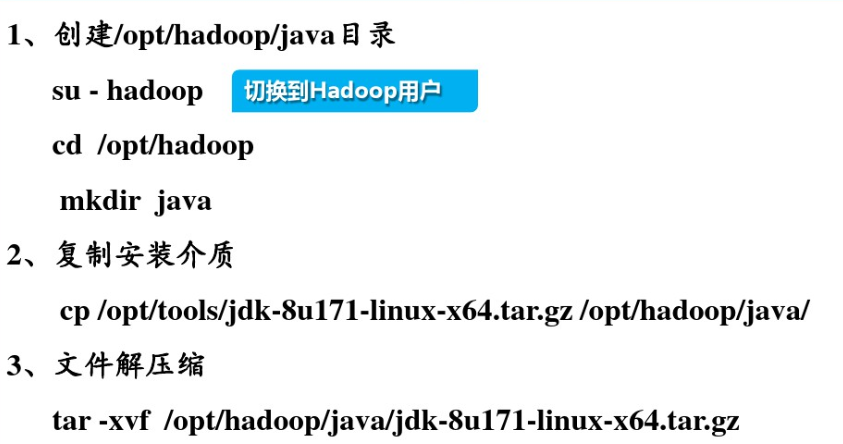 1、创建/opt/hadoop/java目录
su - hadoop 切换到Hadoop用户
cd /opt/hadoop
mkdir java
2、复制安装介质
cp /opt/tools/jdk-8u171-linux-x64.tar.gz /opt/hadoop/java/
3、文件解压缩
tar -xvf /opt/hadoop/java/jdk-8u171-linux-x64.tar.gz